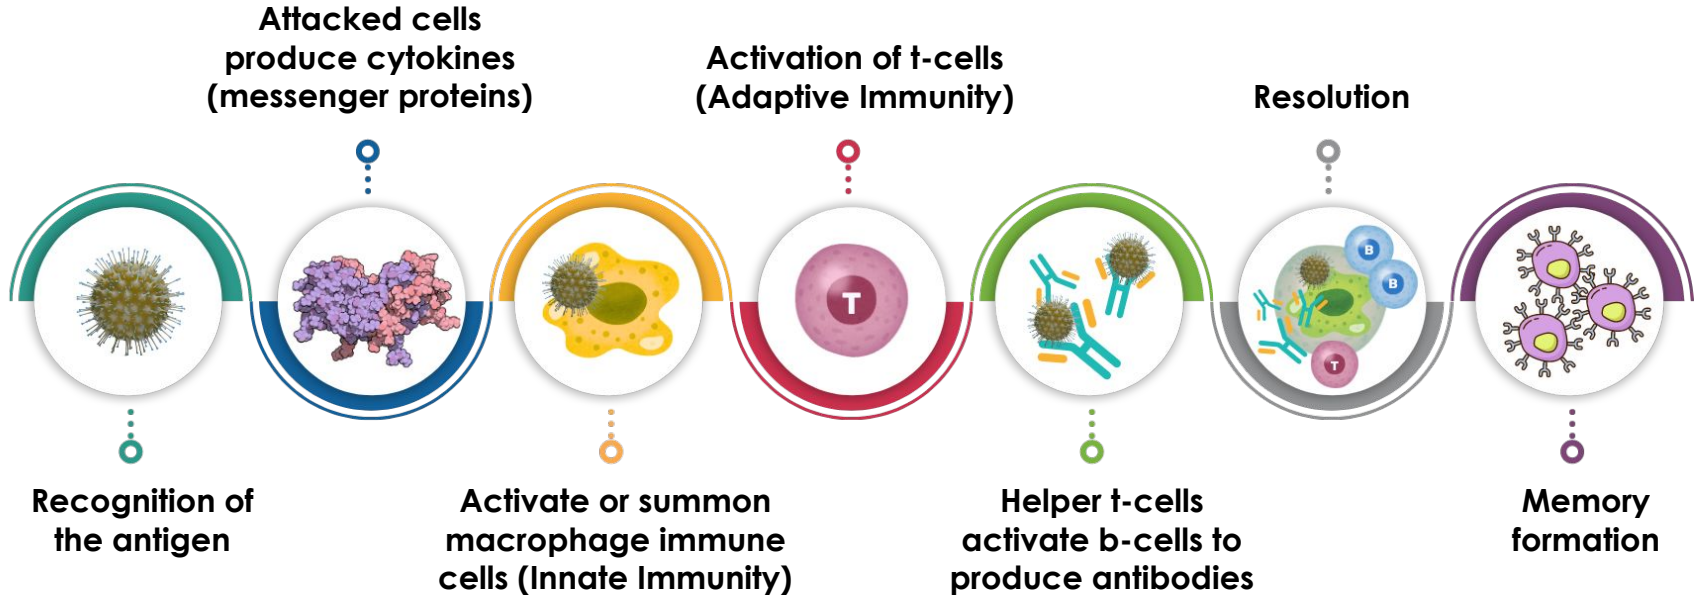 Recognition of
the antigen
Attacked cells
produce cytokines
(messenger proteins)
Activate or summon
macrophage immune
cells (Innate Immunity)
Activation of t-cells
(Adaptive Immunity)
T
Helper t-cells
activate b-cells to
produce antibodies
Resolution
B
B
T
Memory
formation